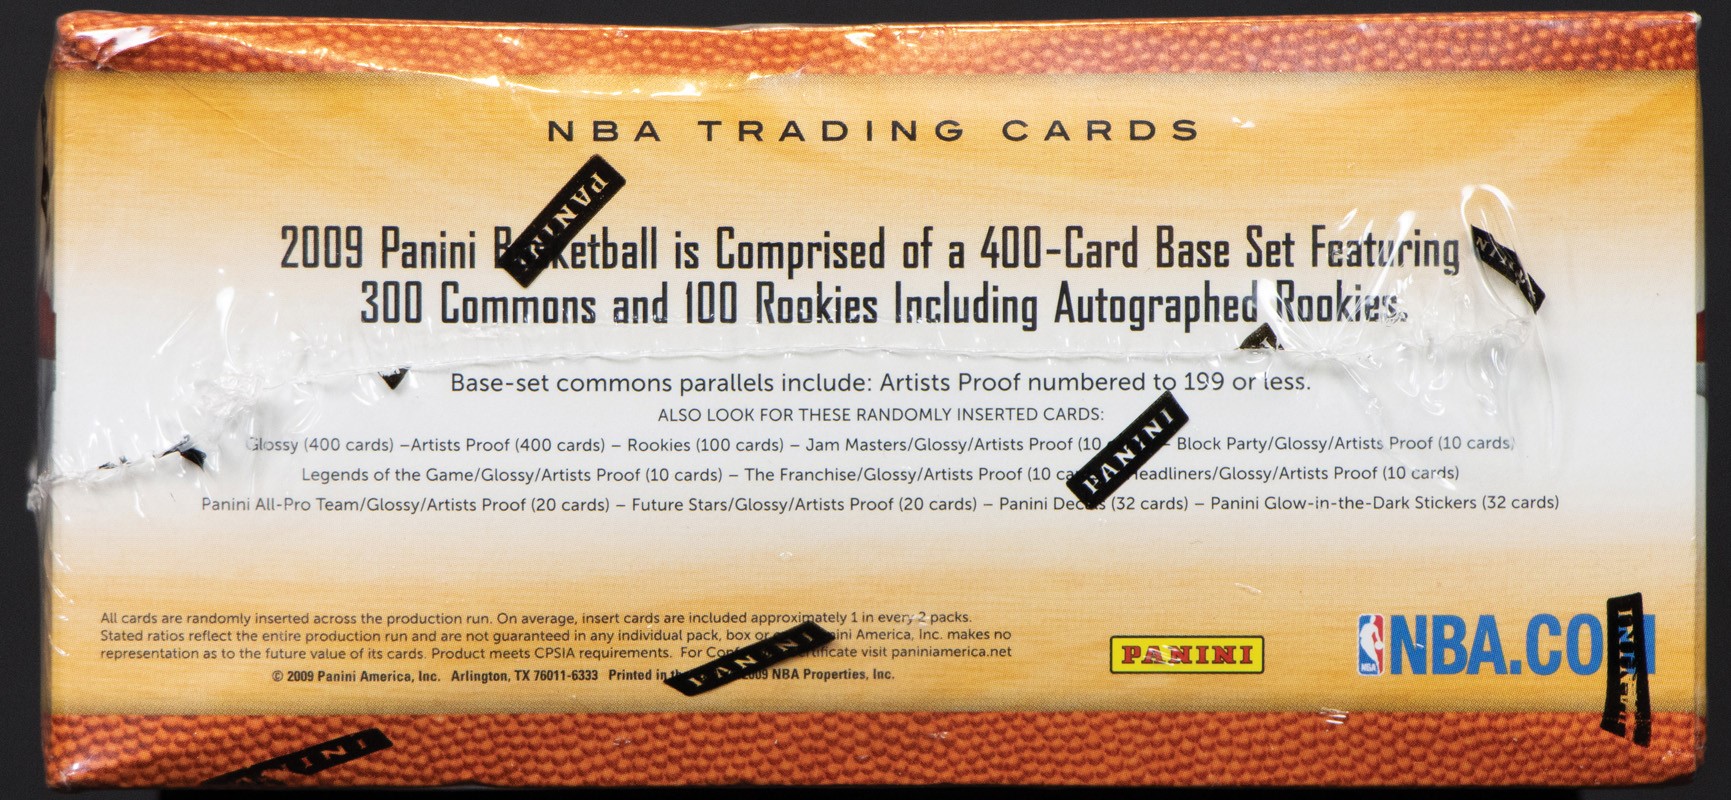 NBA TRADING CARDS
2009 Panini is Comprised of a 400-Card Base Set Featuring
300 Commons and 100 Rookies Including Autographed Rookies.
Base-set commons parallels include: Artists Proof numbered to 199 or less.
ALSO LOOK FOR THESE RANDOMLY INSERTED CARDS:
Glossy (400 cards) –Artists Proof (400 cards) – Rookies (100 cards) – Jam Masters/Glossy/Artists Proof (10 – Block Party/Glossy/Artists Proof (10 cards)
Legends of the Game/Glossy/Artists Proof (10 cards) – The Franchise/Glossy/Artists Proof (10 Headliners/Glossy/Artists Proof (10 cards)
Panini All-Pro Team/Glossy/Artists Proof (20 cards) – Future Stars/Glossy/Artists Proof (20 cards) – Panini Decals (32 cards) – Panini Glow-in-the-Dark Stickers (32 cards)
All cards are randomly inserted across the production run. On average, insert cards are included approximately 1 in every 2 packs.
Stated ratios reflect the entire production run and are not guaranteed in any individual pack, box or Panini America, Inc. makes no
representation as to the future value of its cards. Product meets CPSIA requirements. For visit paniniamerica.net
© 2009 Panini America, Inc. Arlington, TX 76011-6333 Printed in 2009 NBA Properties, Inc.
PANINI
NBA
NBA.COM
PANINI
PANINI
PANINI
PANINI